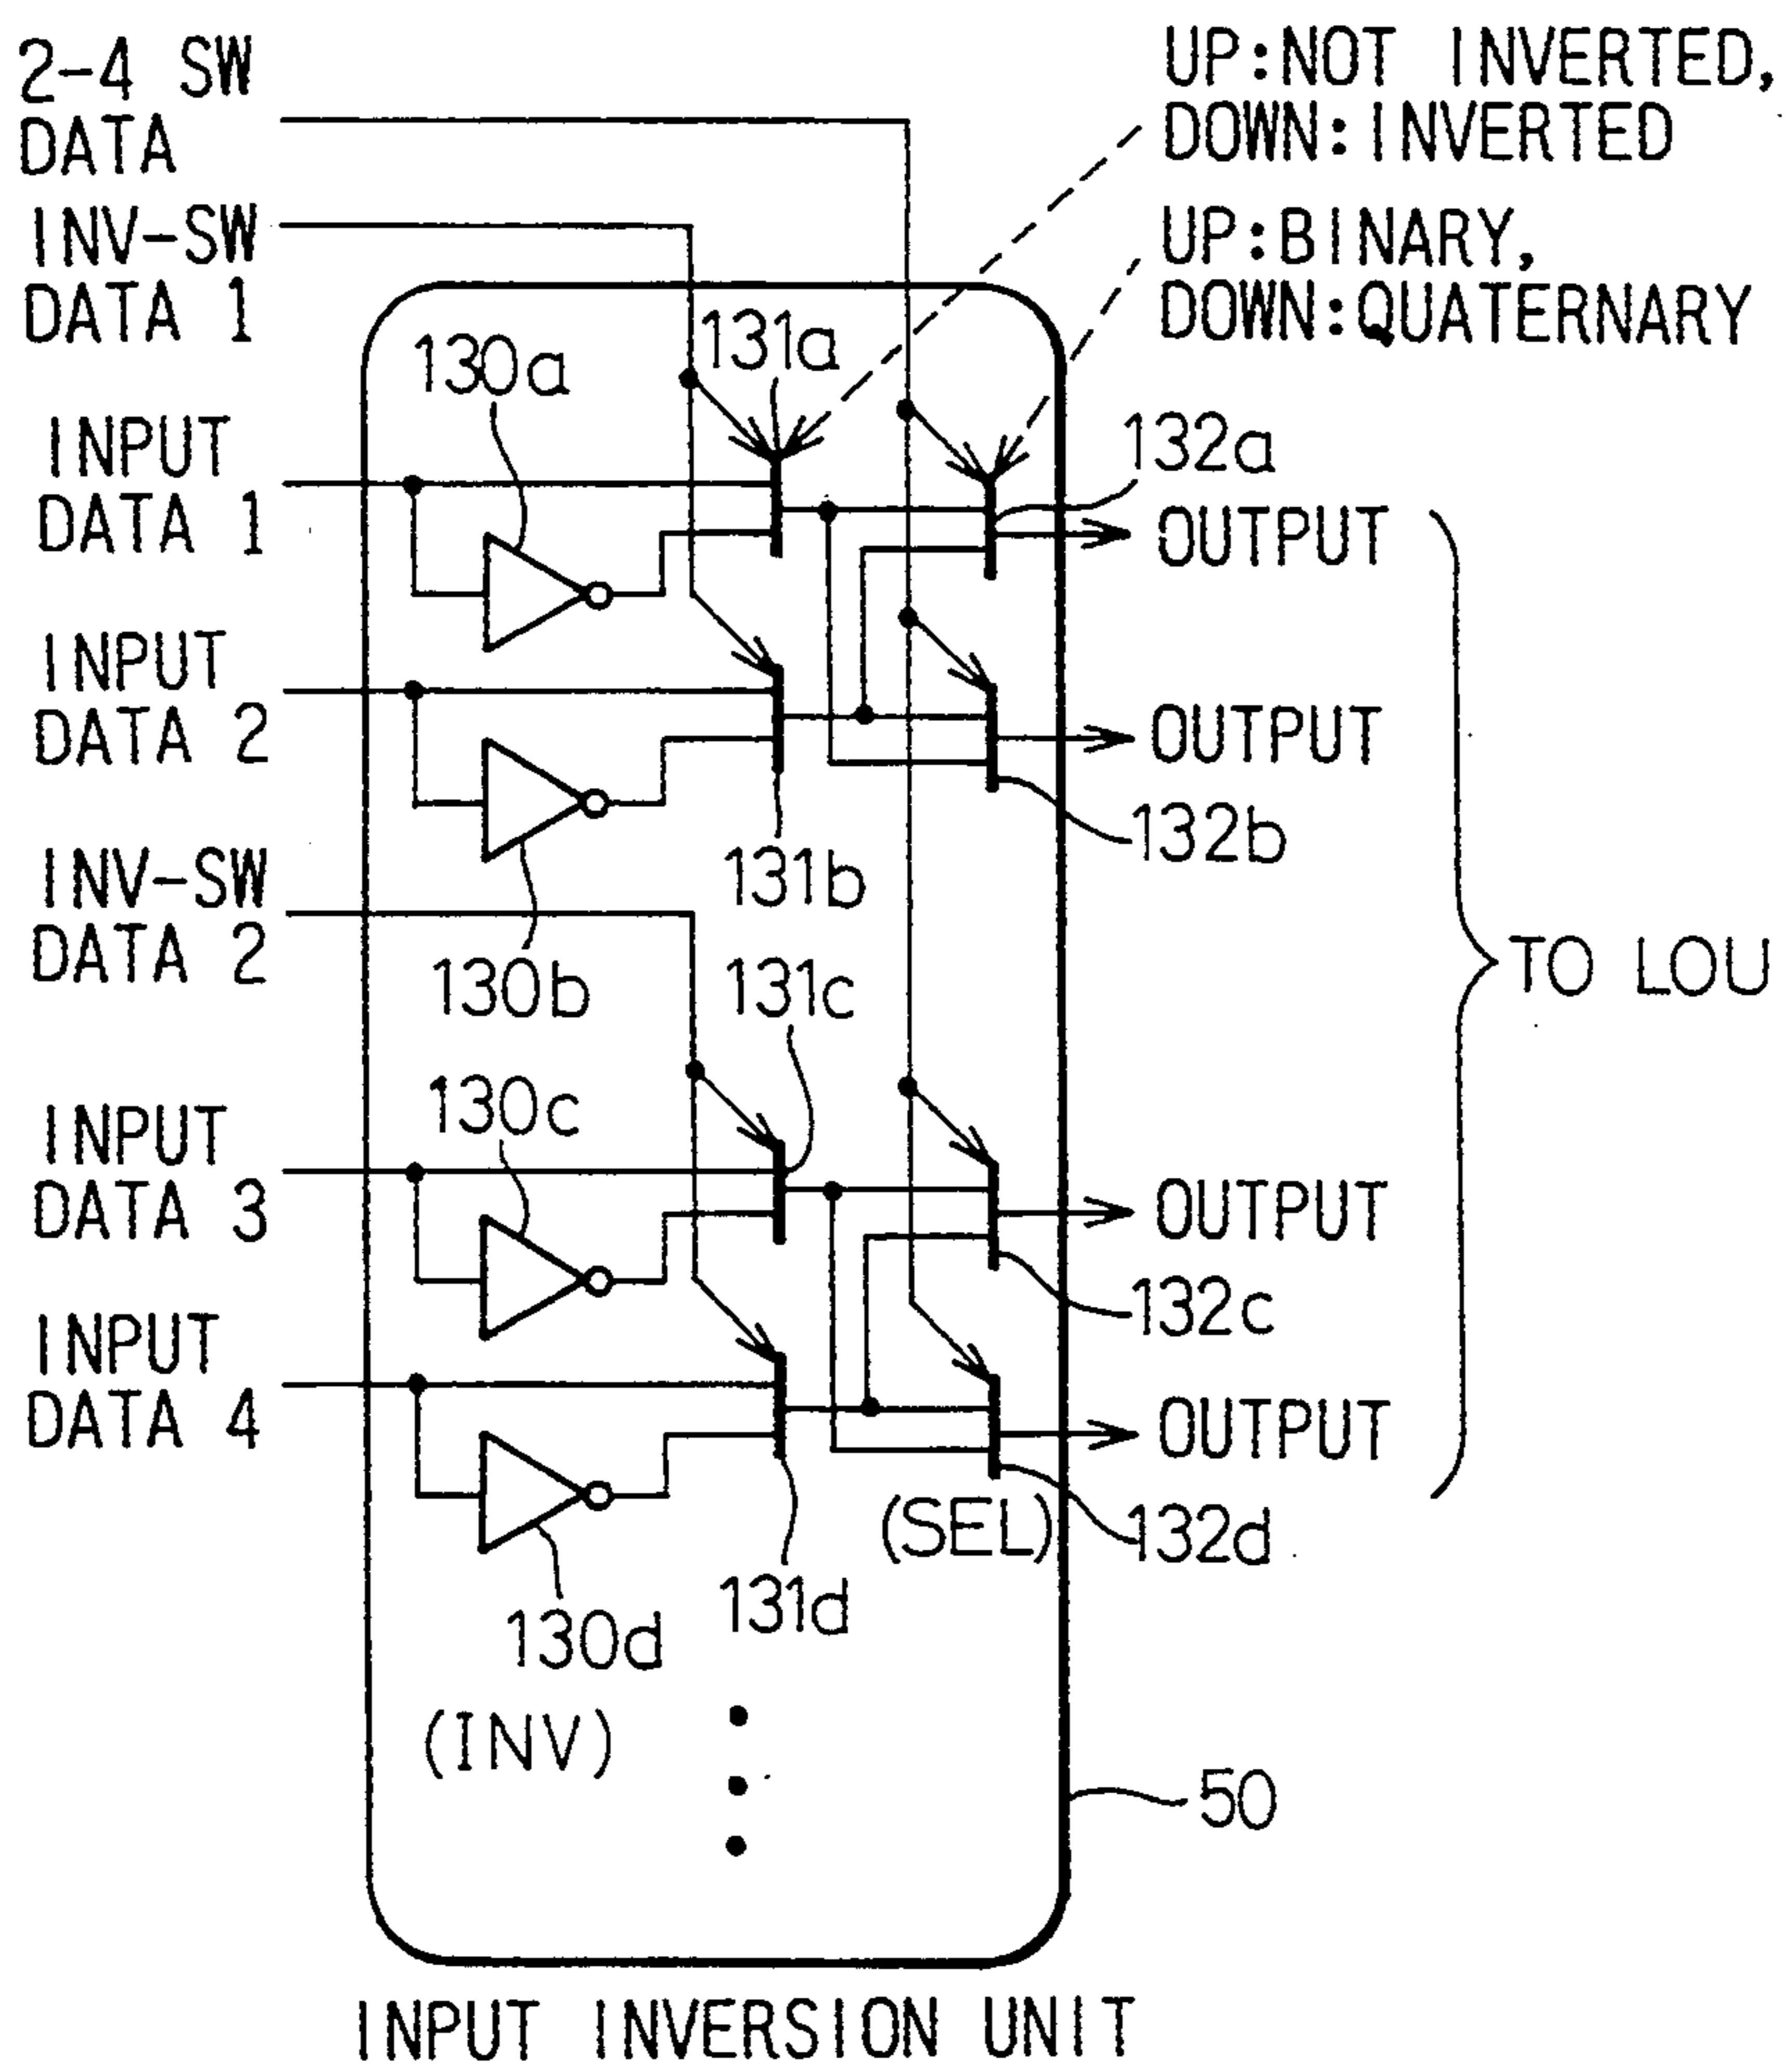 2-4 SW
DATA
UP:NOT INVERTED,
DOWN:INVERTED
INV-SW
DATA 1
UP:BINARY,
DOWN:QUATERNARY
130a
131a
INPUT
DATA 1
132a
OUTPUT
INPUT
DATA 2
OUTPUT
132b
131b
INV-SW
DATA 2
130b
131c
TO LOU
130c
INPUT
DATA 3
OUTPUT
132c
INPUT
DATA 4
OUTPUT
(SEL)
132d
131d
130d
(INV)
50
INPUT INVERSION UNIT